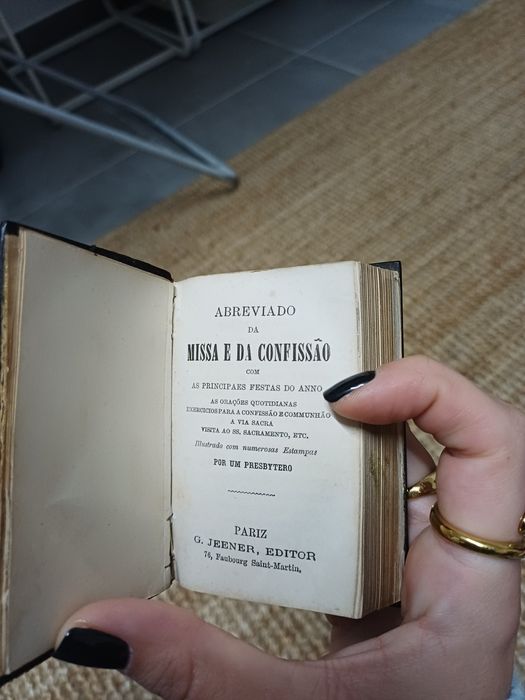 ABREVIADO
DA
MISSA E DA CONFISSÃO
COM
AS PRINCIPAES FESTAS DO ANNO
AS ORAÇÕES QUOTIDIANAS
EXERCICIOS PARA A CONFISSÃO E COMMUNHÃO
A VIA SACRA
VISITA AO SS. SACRAMENTO, ETC.
Illustrado com numerosas Estampas
POR UM PRESBYTERO
PARIZ
G. JEENER, EDITOR
76, Faubourg Saint-Martin,